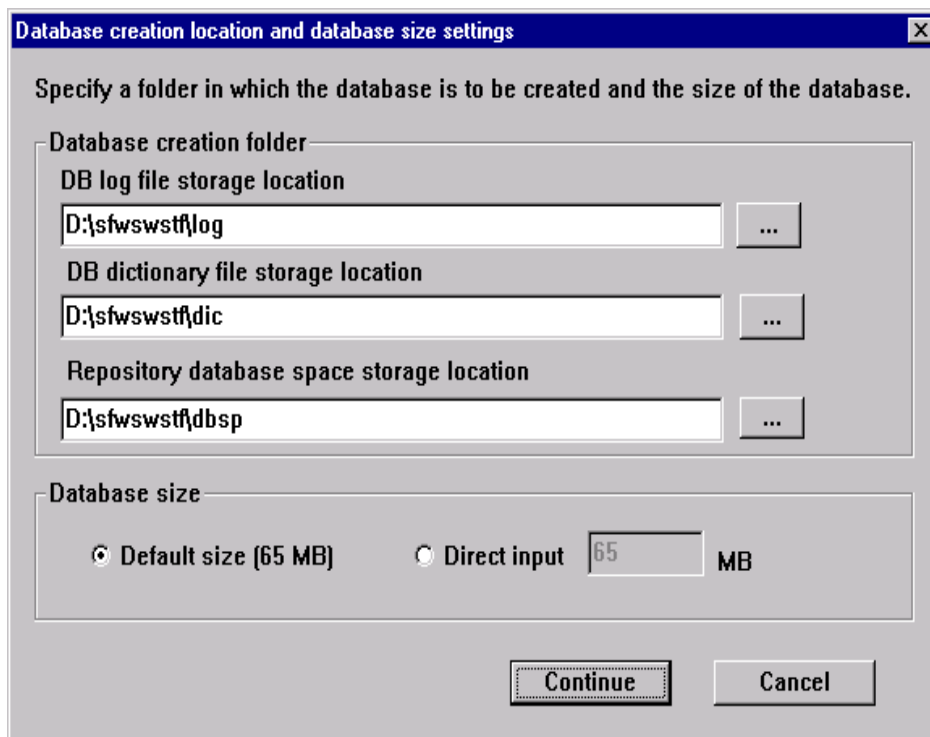 Database creation location and database size settings
Specify a folder in which the database is to be created and the size of the database.
Database creation folder
DB log file storage location
D:\sfwswstf\log
...
DB dictionary file storage location
D:\sfwswstf\dic
...
Repository database space storage location
D:\sfwswstf\dbsp
...
Database size
Default size (65 MB) Direct input 65 MB
Continue Cancel